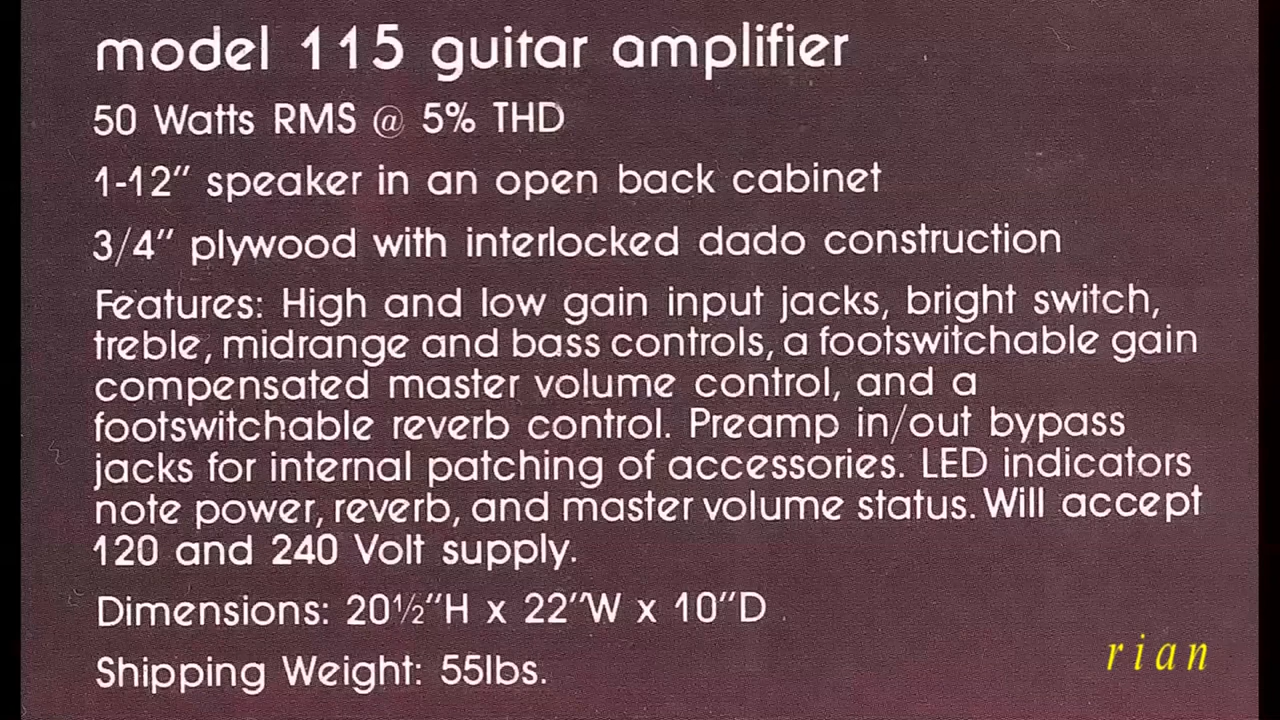 model 115 guitar amplifier
50 Watts RMS @ 5% THD
1-12" speaker in an open back cabinet
3/4" plywood with interlocked dado construction
Features: High and low gain input jacks, bright switch,
treble, midrange and bass controls, a footswitchable gain
compensated master volume control, and a
footswitchable reverb control. Preamp in/out bypass
jacks for internal patching of accessories. LED indicators
note power, reverb, and master volume status. Will accept
120 and 240 Volt supply.
Dimensions: 20½"H x 22"W x 10"D
Shipping Weight: 55lbs.
rian